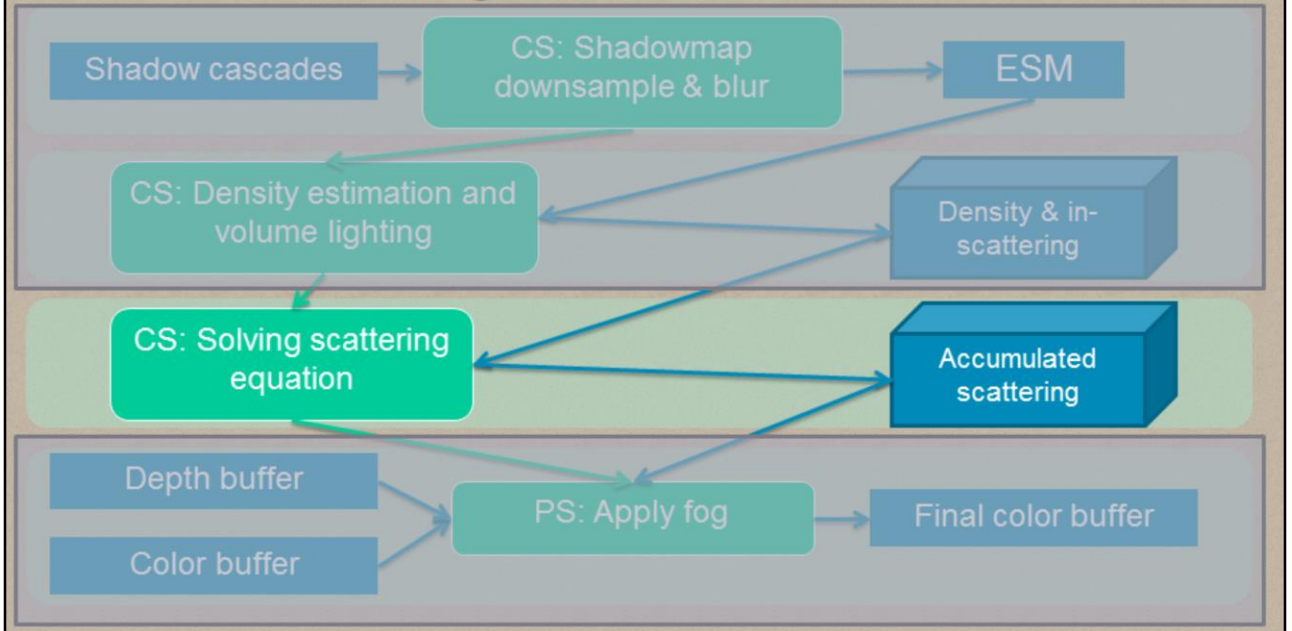 Shadow cascades
CS: Shadowmap
downsample & blur
ESM
CS: Density estimation and
volume lighting
Density & in-
scattering
CS: Solving scattering
equation
Accumulated
scattering
Depth buffer
Color buffer
PS: Apply fog
Final color buffer